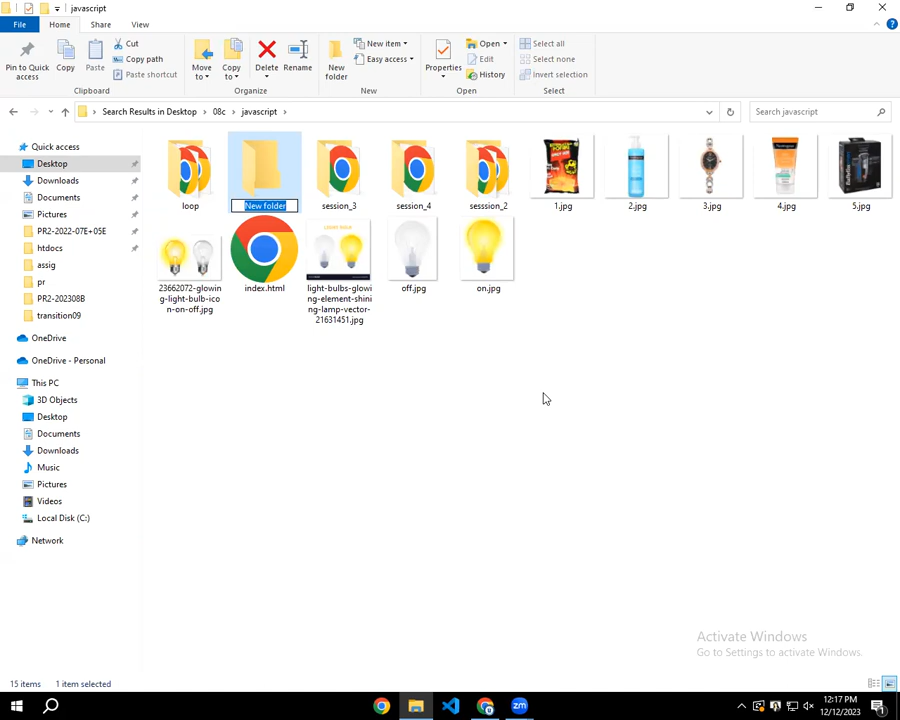 javascript
File Home Share View
Pin to Quick access
Copy
Paste
Cut
Copy path
Paste shortcut
Clipboard
Move to
Copy to
Delete
Rename
Organize
New folder
New item
Easy access
New
Properties
Open
Edit
History
Open
Select all
Select none
Invert selection
Select
Search Results in Desktop > 08c > javascript >
Search javascript
Quick access
Desktop
Downloads
Documents
Pictures
PR2-2022-07E+05E
htdocs
assig
pr
PR2-202308B
transition09
OneDrive
OneDrive - Personal
This PC
3D Objects
Desktop
Documents
Downloads
Music
Pictures
Videos
Local Disk (C:)
Network
loop
New folder
session_3
session_4
sesssion_2
1.jpg
2.jpg
3.jpg
4.jpg
5.jpg
23662072-glowin
g-light-bulb-ico
n-on-off.jpg
index.html
LIGHT BULB
light-bulbs-glowi
ng-element-shini
ng-lamp-vector-
21631451.jpg
off.jpg
on.jpg
Activate Windows
Go to Settings to activate Windows.
15 items 1 item selected
zm
12:17 PM
12/12/2023
1